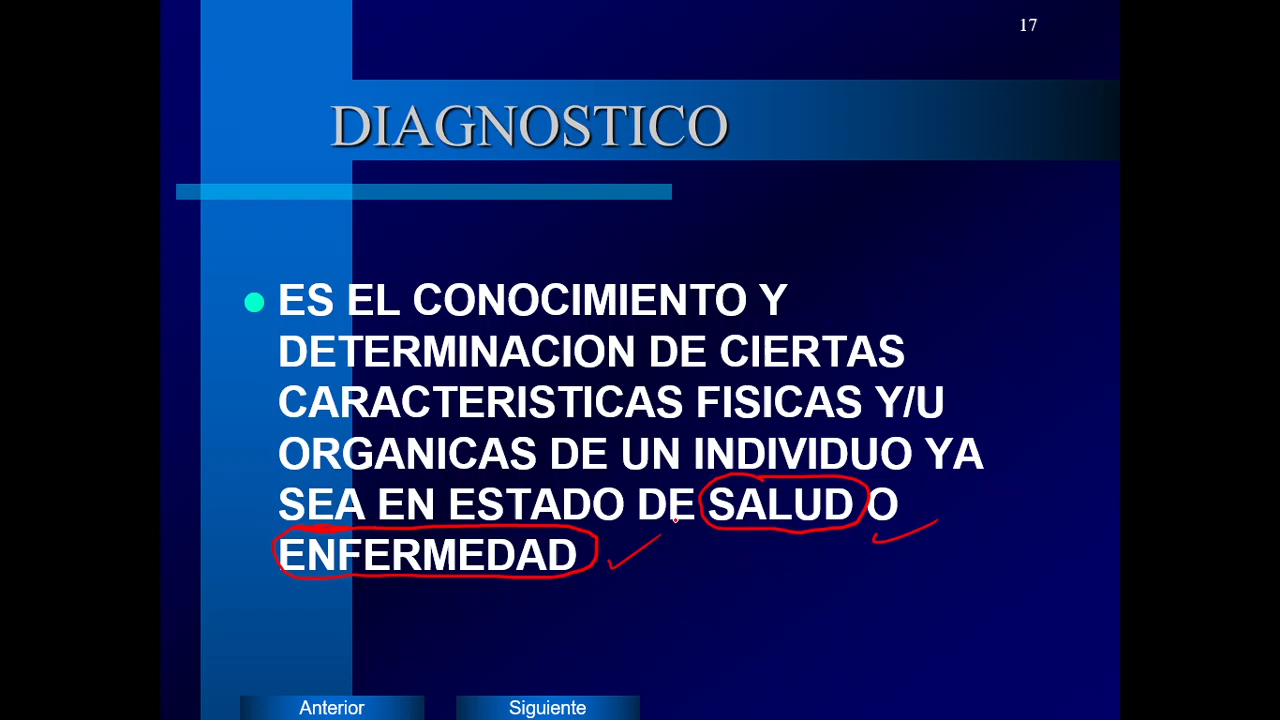 17
DIAGNOSTICO
ES EL CONOCIMIENTO Y
DETERMINACION DE CIERTAS
CARACTERISTICAS FISICAS Y/U
ORGANICAS DE UN INDIVIDUO YA
SEA EN ESTADO DE SALUD O
ENFERMEDAD
Anterior
Siguiente